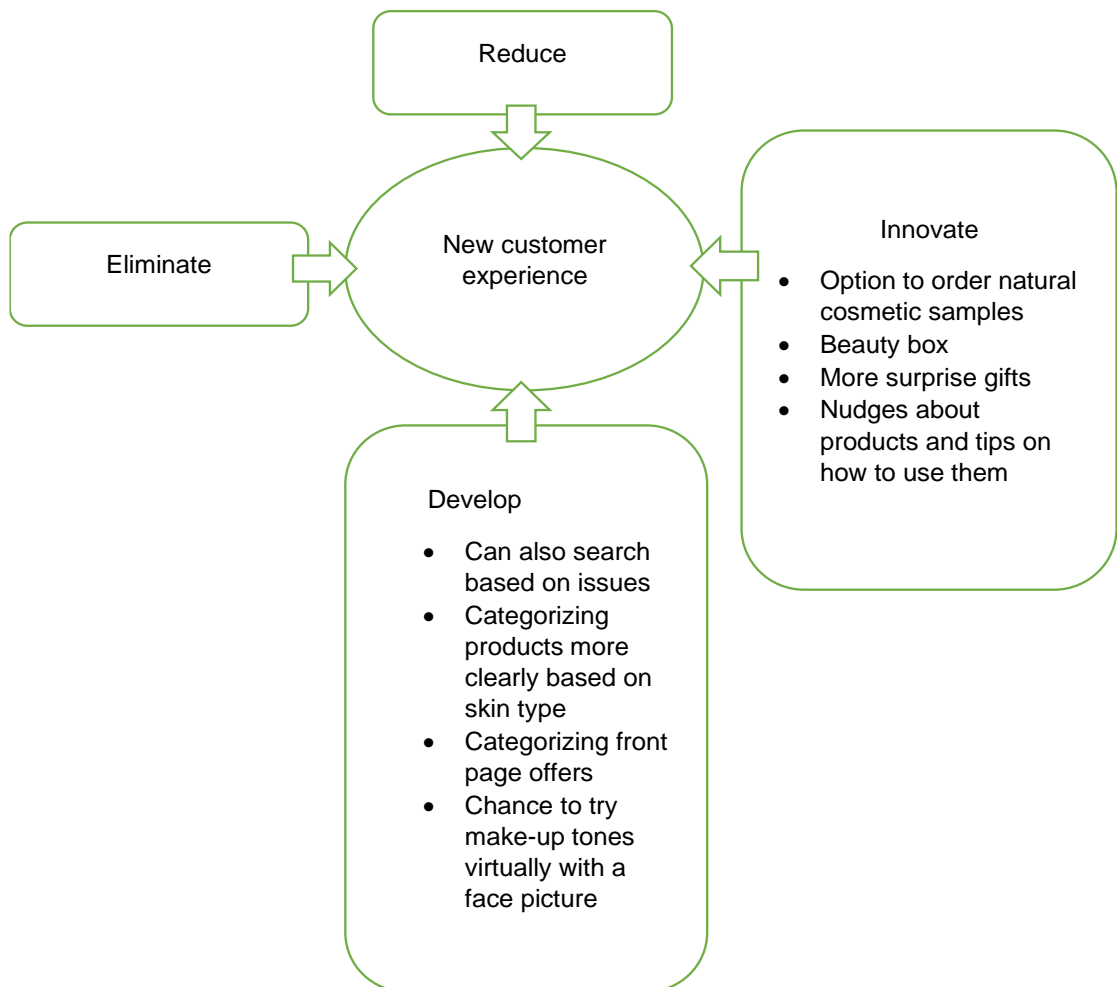 Reduce
Eliminate
New customer
experience
Innovate
• Option to order natural
cosmetic samples
• Beauty box
• More surprise gifts
• Nudges about
products and tips on
how to use them
Develop
• Can also search
based on issues
• Categorizing
products more
clearly based on
skin type
• Categorizing front
page offers
• Chance to try
make-up tones
virtually with a
face picture